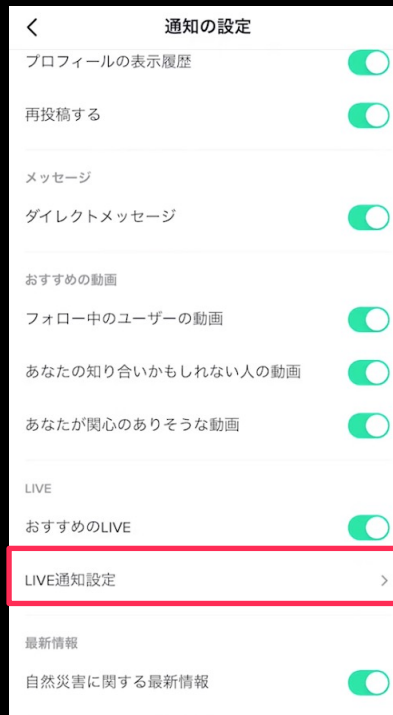 通知の設定
プロフィールの表示履歴
再投稿する
メッセージ
ダイレクトメッセージ
おすすめの動画
フォロー中のユーザーの動画
あなたの知り合いかもしれない人の動画
あなたが関心のありそうな動画
LIVE
おすすめのLIVE
LIVE通知設定
最新情報
自然災害に関する最新情報